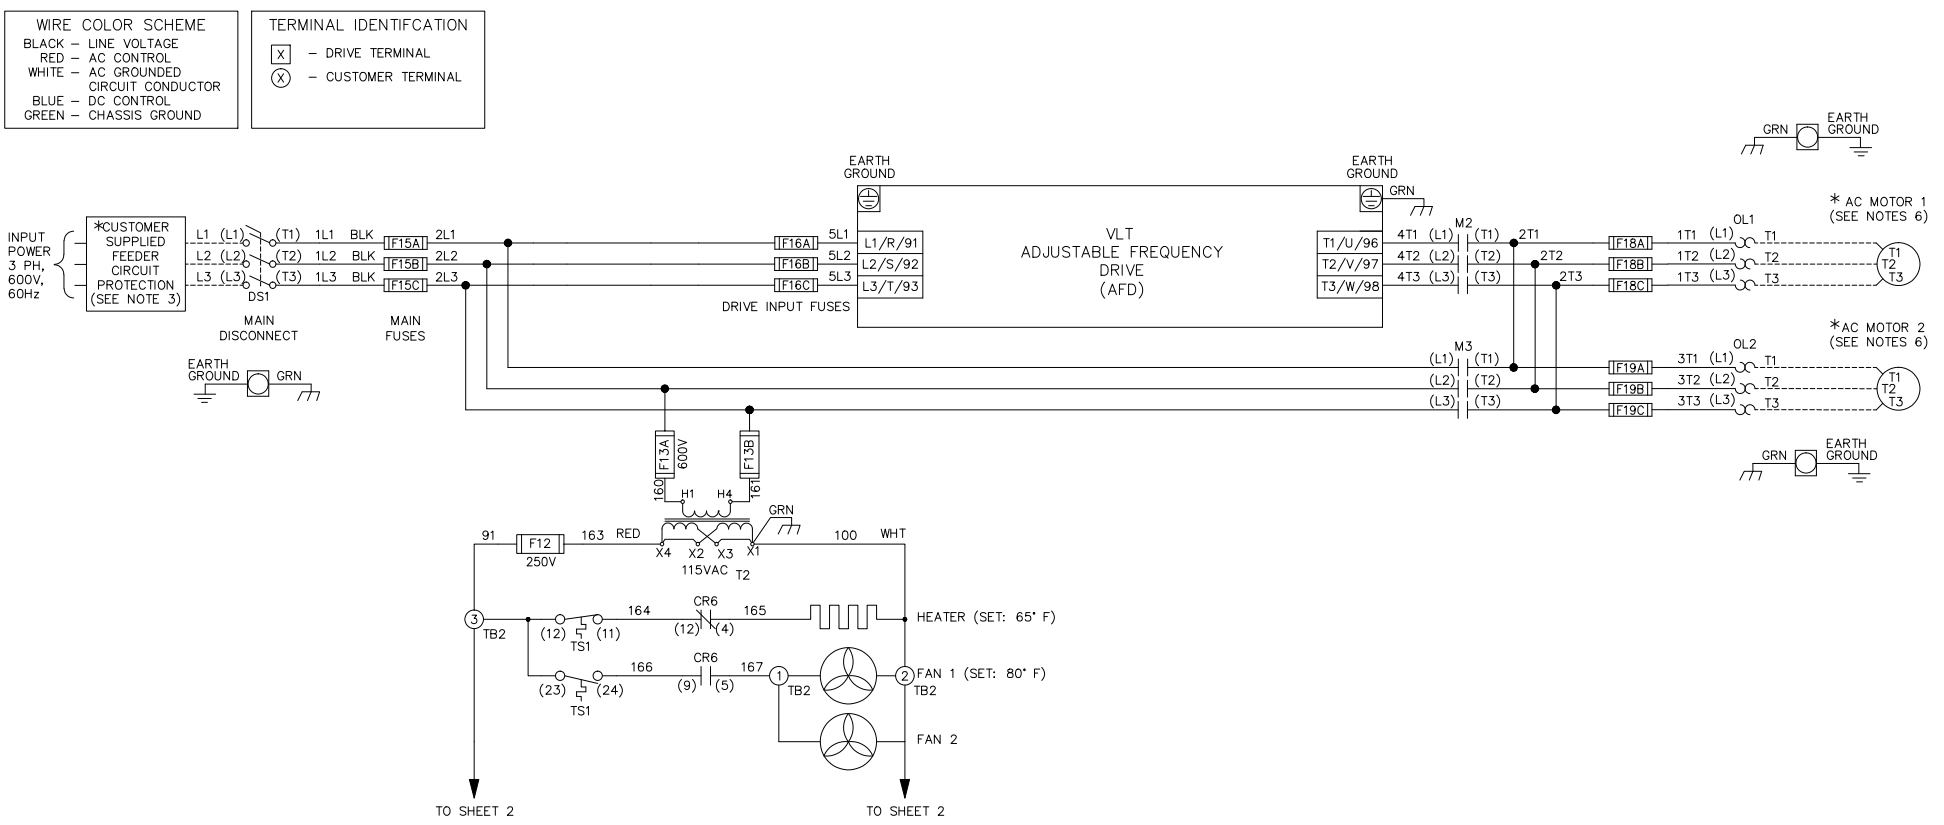 WIRE COLOR SCHEME
BLACK – LINE VOLTAGE
RED – AC CONTROL
WHITE – AC GROUNDED
CIRCUIT CONDUCTOR
BLUE – DC CONTROL
GREEN – CHASSIS GROUND
TERMINAL IDENTIFCATION
X – DRIVE TERMINAL
X – CUSTOMER TERMINAL
INPUT
POWER
3 PH,
600V,
60Hz
*CUSTOMER
SUPPLIED
FEEDER
CIRCUIT
PROTECTION
(SEE NOTE 3)
L1 (L1) (T1) 1L1 BLK F15A 2L1
L2 (L2) (T2) 1L2 BLK F15B 2L2
L3 (L3) (T3) 1L3 BLK F15C 2L3
DS1
MAIN
DISCONNECT
MAIN
FUSES
EARTH
GROUND
GRN
F16A 5L1 L1/R/91
F16B 5L2 L2/S/92
F16C 5L3 L3/T/93
DRIVE INPUT FUSES
EARTH
GROUND
VLT
ADJUSTABLE FREQUENCY
DRIVE
(AFD)
EARTH
GROUND
GRN
M2
T1/U/96 4T1 (L1) (T1) 2T1 F18A 1T1 (L1) T1
T2/V/97 4T2 (L2) (T2) 2T2 F18B 1T2 (L2) T2
T3/W/98 4T3 (L3) (T3) 2T3 F18C 1T3 (L3) T3
OL1
GRN
EARTH
GROUND
* AC MOTOR 1
(SEE NOTES 6)
T1
T2
T3
M3
(L1) (T1) F19A 3T1 (L1) T1
(L2) (T2) F19B 3T2 (L2) T2
(L3) (T3) F19C 3T3 (L3) T3
OL2
* AC MOTOR 2
(SEE NOTES 6)
T1
T2
T3
GRN
EARTH
GROUND
F13A
600V
F13B
160
161
H1 H4
GRN
91 F12 163 RED
250V
X4 X2 X3 X1
115VAC T2
100 WHT
3
TB2
(12) (11)
TS1
164
CR6
(12) (4)
165
HEATER (SET: 65° F)
(23) (24)
TS1
166
CR6
(9) (5)
167
1
TB2
2
TB2
FAN 1 (SET: 80° F)
FAN 2
TO SHEET 2
TO SHEET 2